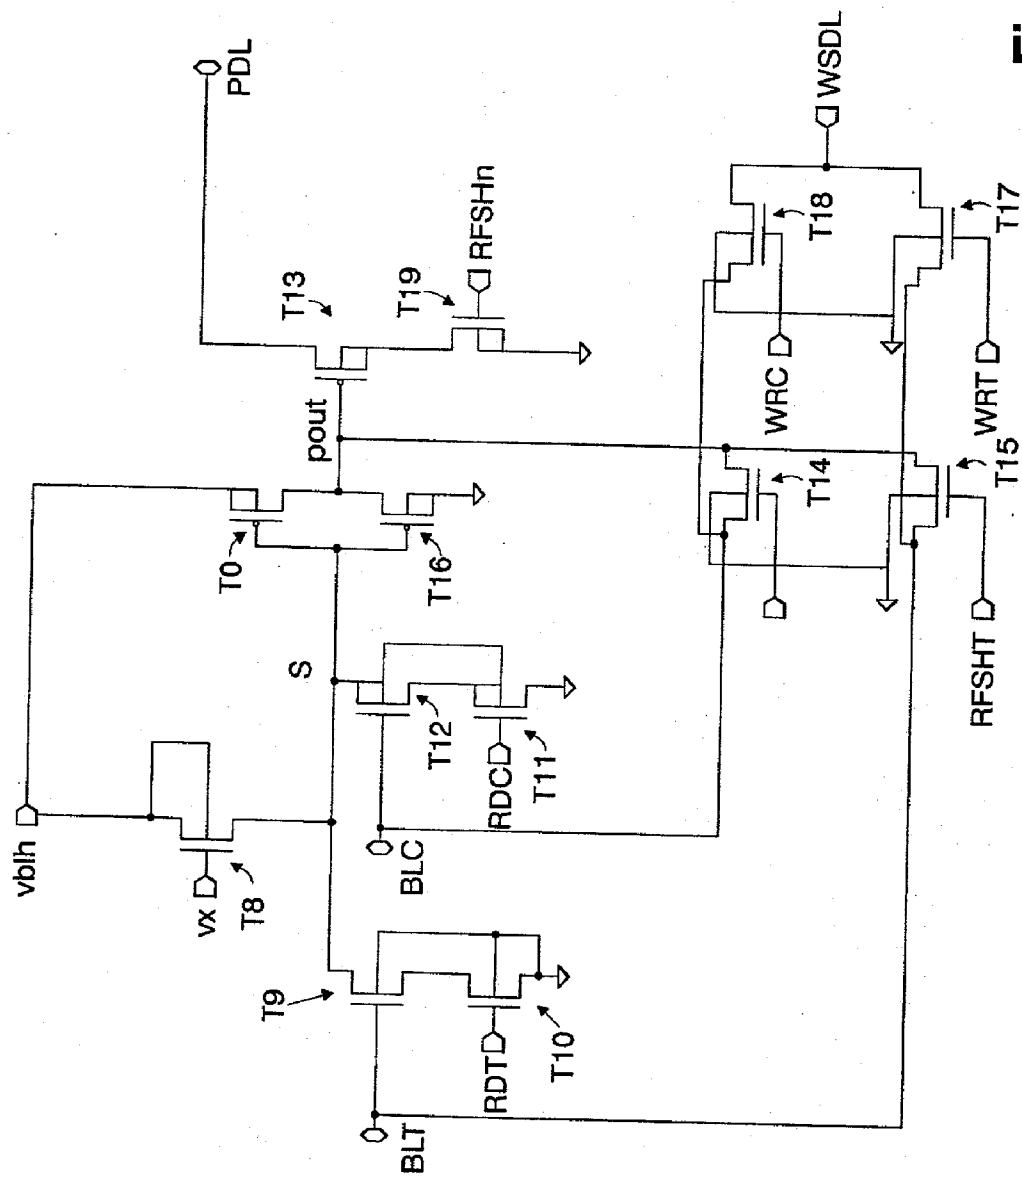 PDL
WSDL
T18
T17
RFSHn
T13
T19
WRC
WRT
pout
T14
T15
T0
T16
RFSHT
S
T12
RDC
T11
vblh
BLC
vx
T8
T9
RDT
T10
BLT